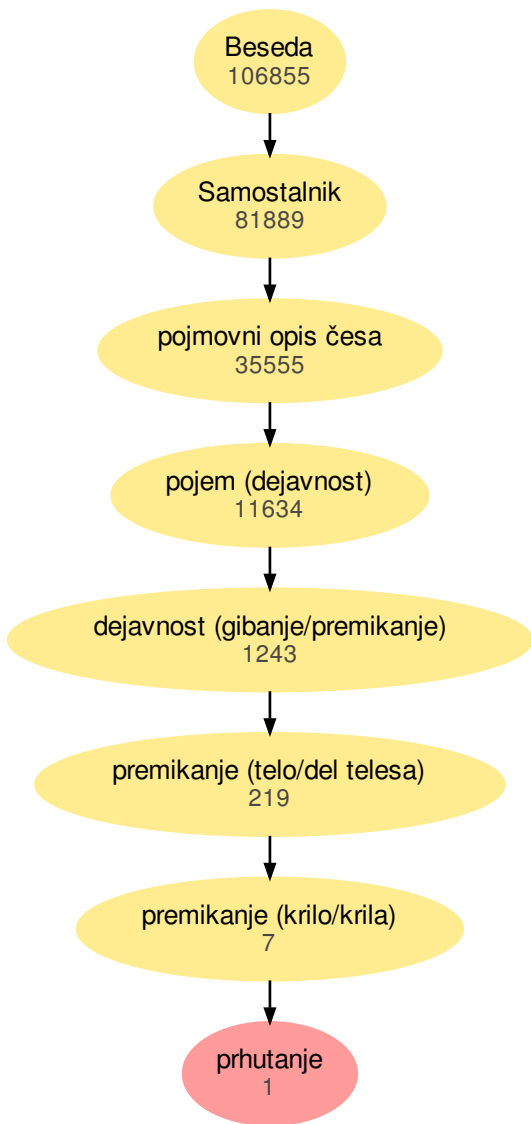 Beseda
106855
Samostalnik
81889
pojmovni opis česa
35555
pojem (dejavnost)
11634
dejavnost (gibanje/premikanje)
1243
premikanje (telo/del telesa)
219
premikanje (krilo/krila)
7
prhutanje
1